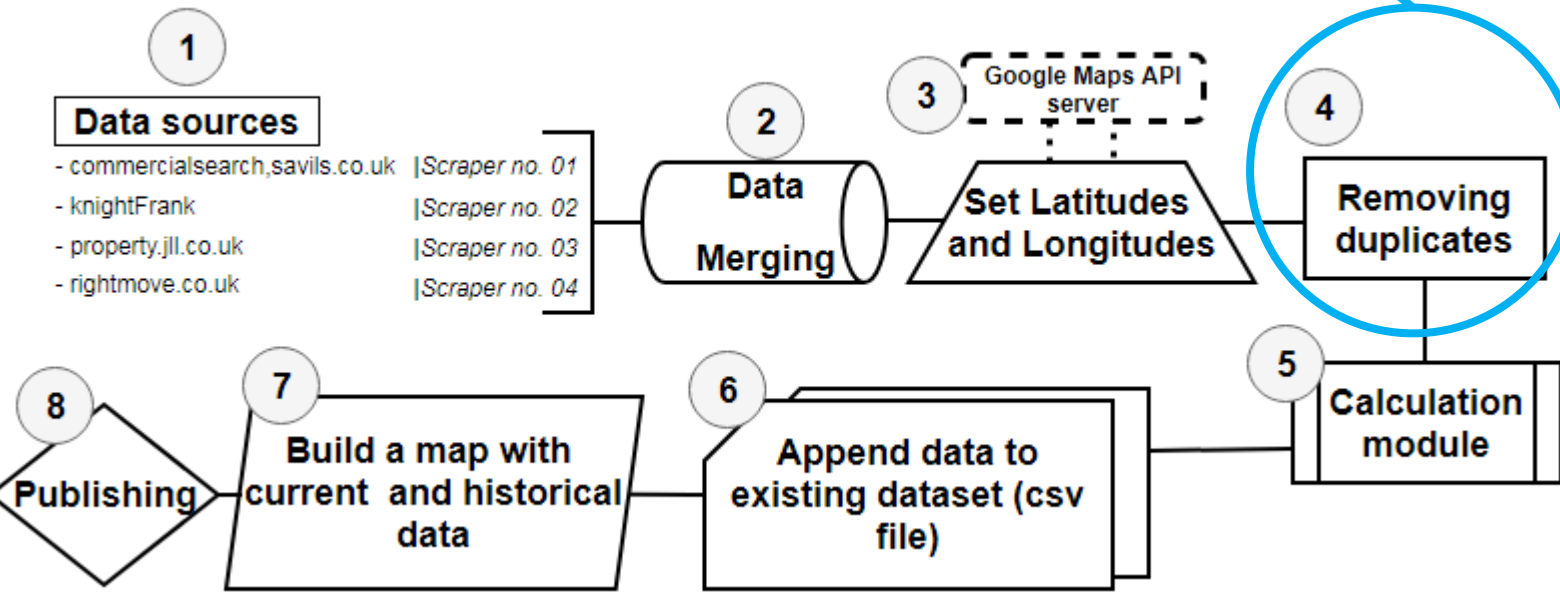 1
Data sources
- commercialsearch,savils.co.uk |Scraper no. 01
- knightFrank |Scraper no. 02
- property.jll.co.uk |Scraper no. 03
- rightmove.co.uk |Scraper no. 04
2
Data
Merging
3
Google Maps API
server
Set Latitudes
and Longitudes
4
Removing
duplicates
5
Calculation
module
6
Append data to
existing dataset (csv
file)
7
Build a map with
current and historical
data
8
Publishing